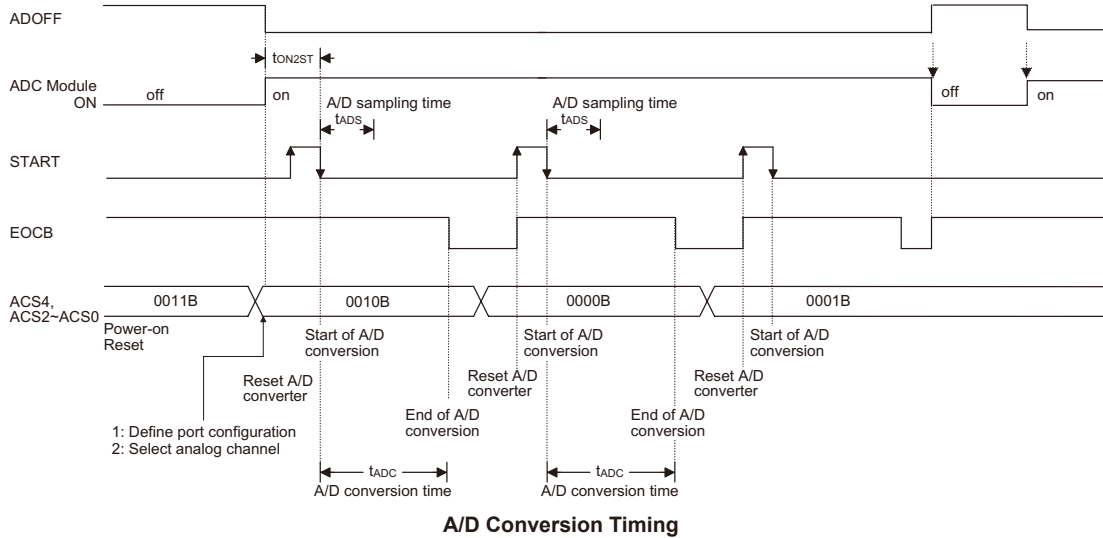 ADOFF
tON2ST
ADC Module
ON
off
on
off
on
A/D sampling time
tADS
A/D sampling time
tADS
START
EOCB
ACS4,
ACS2~ACS0
0011B
0010B
0000B
0001B
Power-on
Reset
Start of A/D
conversion
Start of A/D
conversion
Start of A/D
conversion
Reset A/D
converter
Reset A/D
converter
Reset A/D
converter
End of A/D
conversion
End of A/D
conversion
1: Define port configuration
2: Select analog channel
tADC
A/D conversion time
tADC
A/D conversion time
A/D Conversion Timing